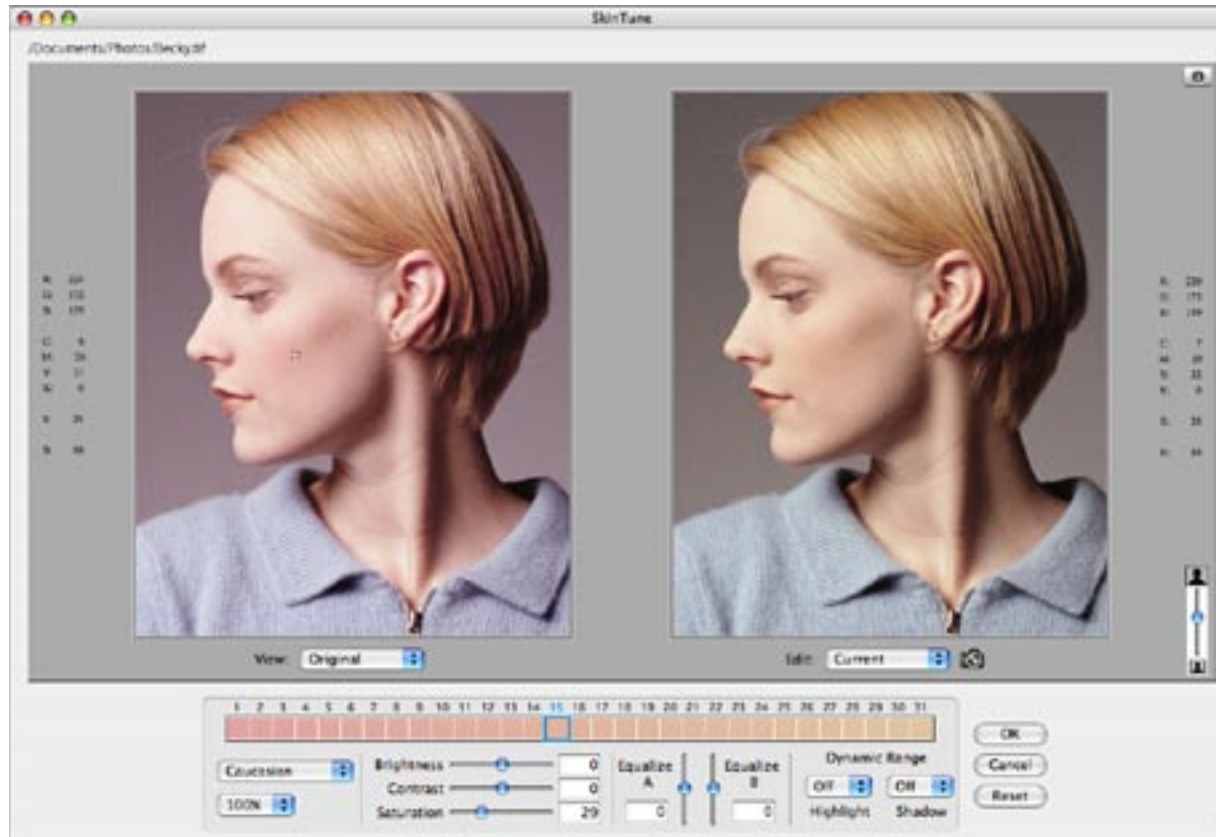 SkinTune
/Documents/Photos/Becky.tif
View: Original
Edit: Current
1 2 3 4 5 6 7 8 9 10 11 12 13 14 15 16 17 18 19 20 21 22 23 24 25 26 27 28 29 30 31
Caucasian
100%
Brightness 0
Contrast 0
Saturation 29
Equalize A
0
Equalize B
0
Dynamic Range
Off Off
Highlight Shadow
OK
Cancel
Reset